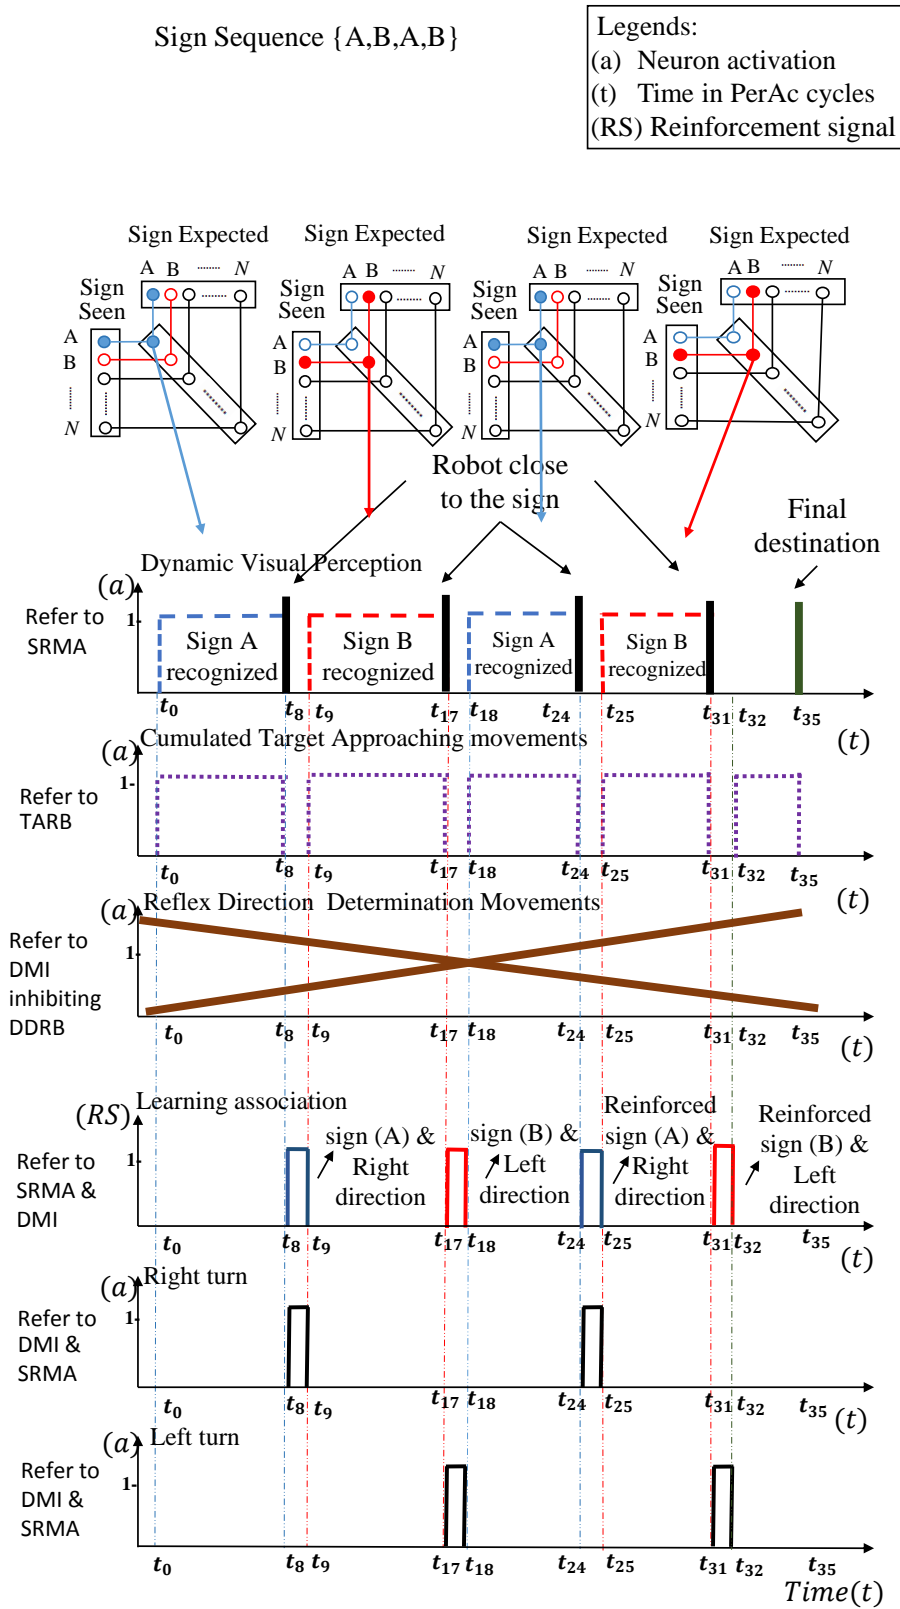 Sign Sequence {A,B,A,B}
Legends:
(a) Neuron activation
(t) Time in PerAc cycles
(RS) Reinforcement signal
Sign Expected
A B ........ N
Sign
Seen
A
B
N
Sign Expected
A B ........ N
Sign
Seen
A
B
N
Sign Expected
A B ........ N
Sign
Seen
A
B
N
Sign Expected
A B ........ N
Sign
Seen
A
B
N
Robot close
to the sign
Final
destination
Dynamic Visual Perception
(a)
1-
Refer to
SRMA
Sign A
recognized
Sign B
recognized
Sign A
recognized
Sign B
recognized
t0 t8 t9 t17 t18 t24 t25 t31 t32 t35
(t)
Cumulated Target Approaching movements
(a)
1-
Refer to
TARB
t0 t8 t9 t17 t18 t24 t25 t31 t32 t35
(t)
Reflex Direction Determination Movements
(a)
1-
Refer to
DMI
inhibiting
DDRB
t0 t8 t9 t17 t18 t24 t25 t31 t32 t35
(t)
Learning association
(RS)
1-
Refer to
SRMA &
DMI
sign (A) &
Right
direction
sign (B) &
Left
direction
Reinforced
sign (A) &
Right
direction
Reinforced
sign (B) &
Left
direction
t0 t8 t9 t17 t18 t24 t25 t31 t32 t35
(t)
Right turn
(a)
1-
Refer to
DMI &
SRMA
t0 t8 t9 t17 t18 t24 t25 t31 t32 t35
(t)
Left turn
(a)
1-
Refer to
DMI &
SRMA
t0 t8 t9 t17 t18 t24 t25 t31 t32 t35
Time(t)